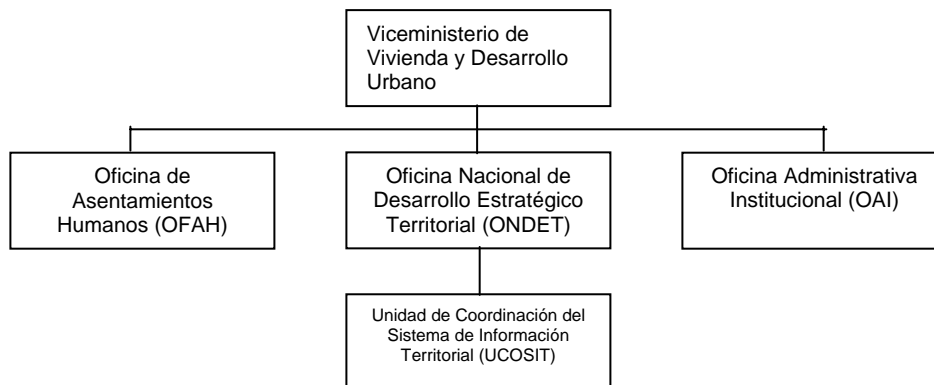 Viceministerio de
Vivienda y Desarrollo
Urbano
Oficina de
Asentamientos
Humanos (OFAH)
Oficina Nacional de
Desarrollo Estratégico
Territorial (ONDET)
Oficina Administrativa
Institucional (OAI)
Unidad de Coordinación del
Sistema de Información
Territorial (UCOSIT)